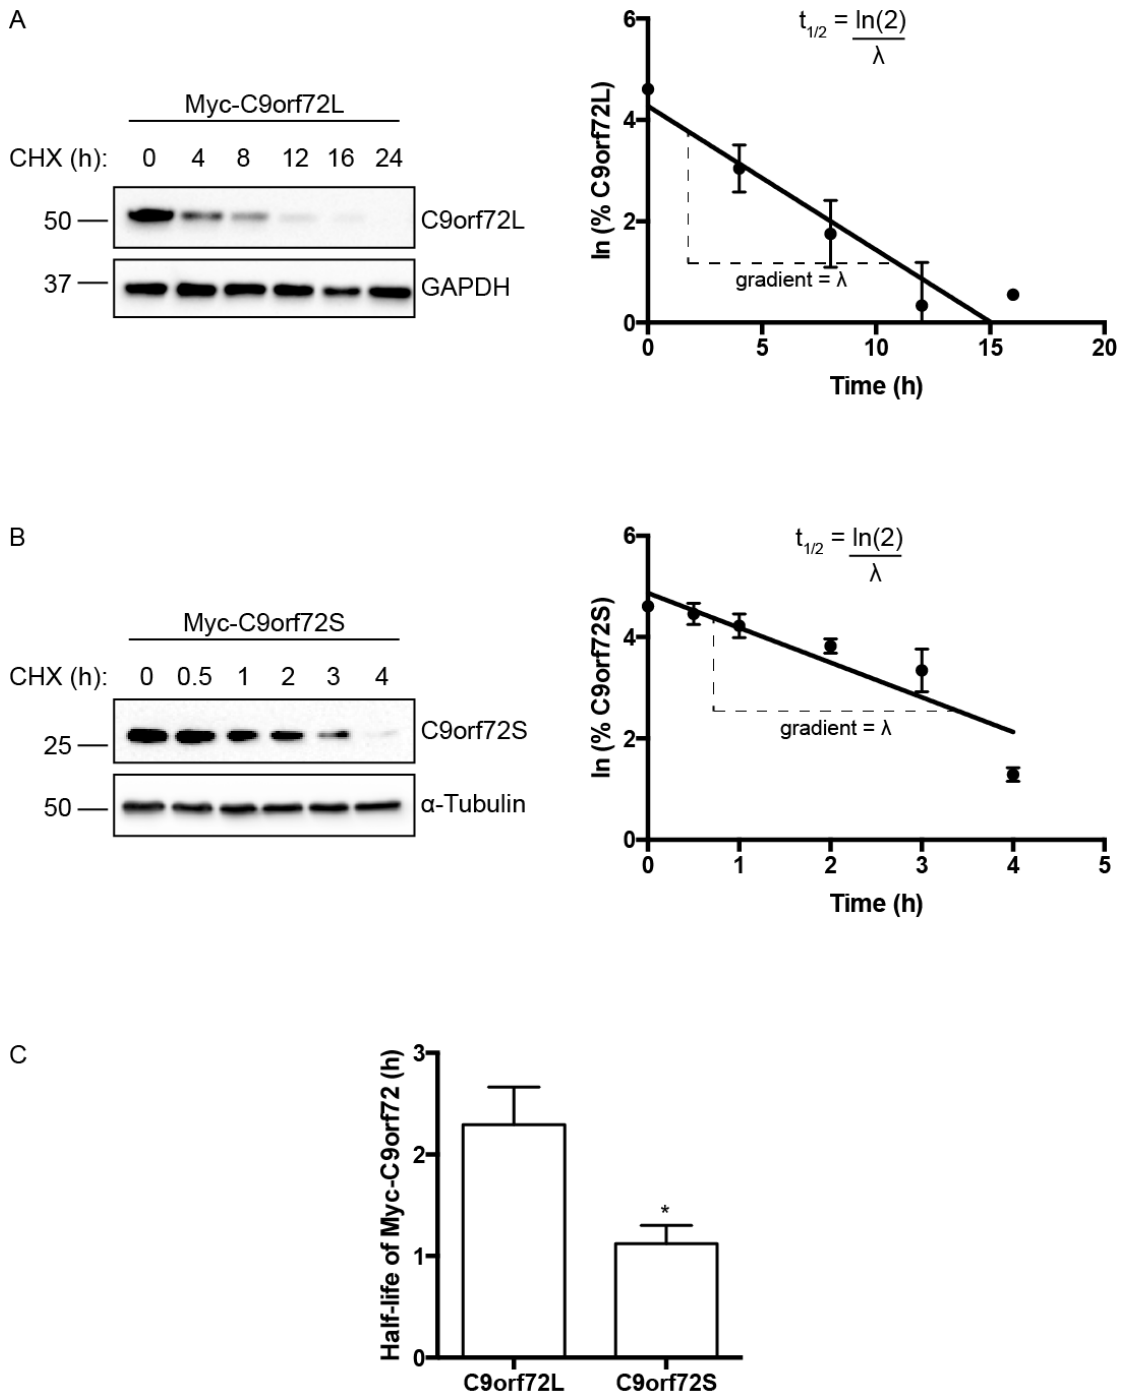 A
Myc-C9orf72L
CHX (h): 0 4 8 12 16 24
50
C9orf72L
37
GAPDH
t1/2 = ln(2)
λ
ln (% C9orf72L)
6
4
2
0
gradient = λ
0 5 10 15 20
Time (h)
B
Myc-C9orf72S
CHX (h): 0 0.5 1 2 3 4
25
C9orf72S
50
α-Tubulin
t1/2 = ln(2)
λ
ln (% C9orf72S)
6
4
2
0
gradient = λ
0 1 2 3 4 5
Time (h)
C
Half-life of Myc-C9orf72 (h)
3
2
1
0
*
C9orf72L C9orf72S